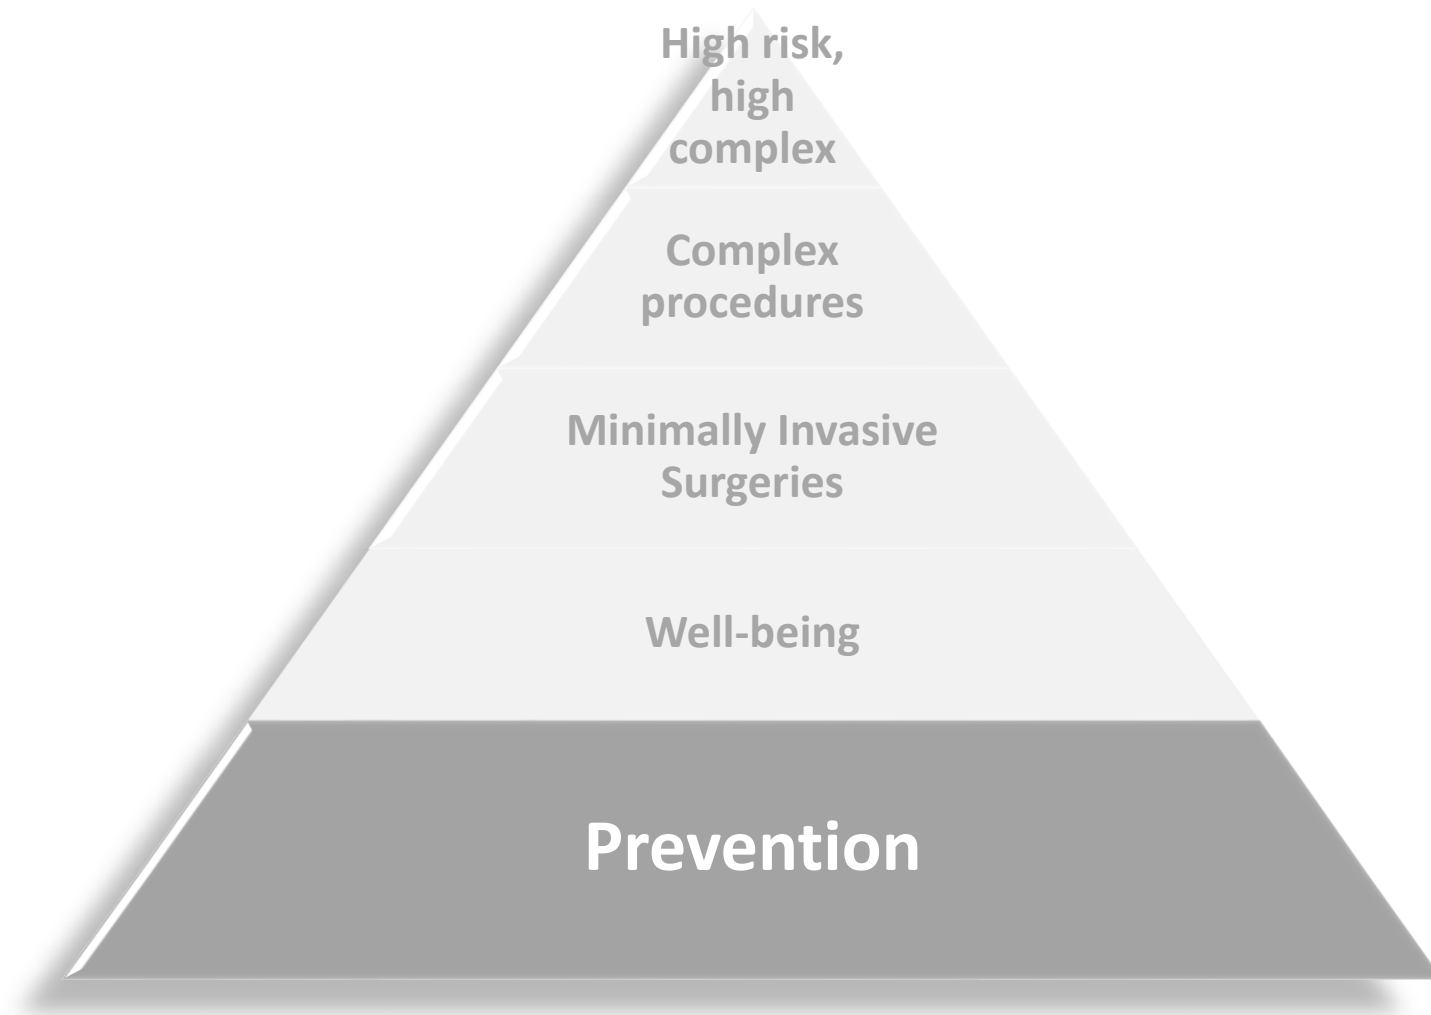 High risk,
high
complex
Complex
procedures
Minimally Invasive
Surgeries
Well-being
Prevention